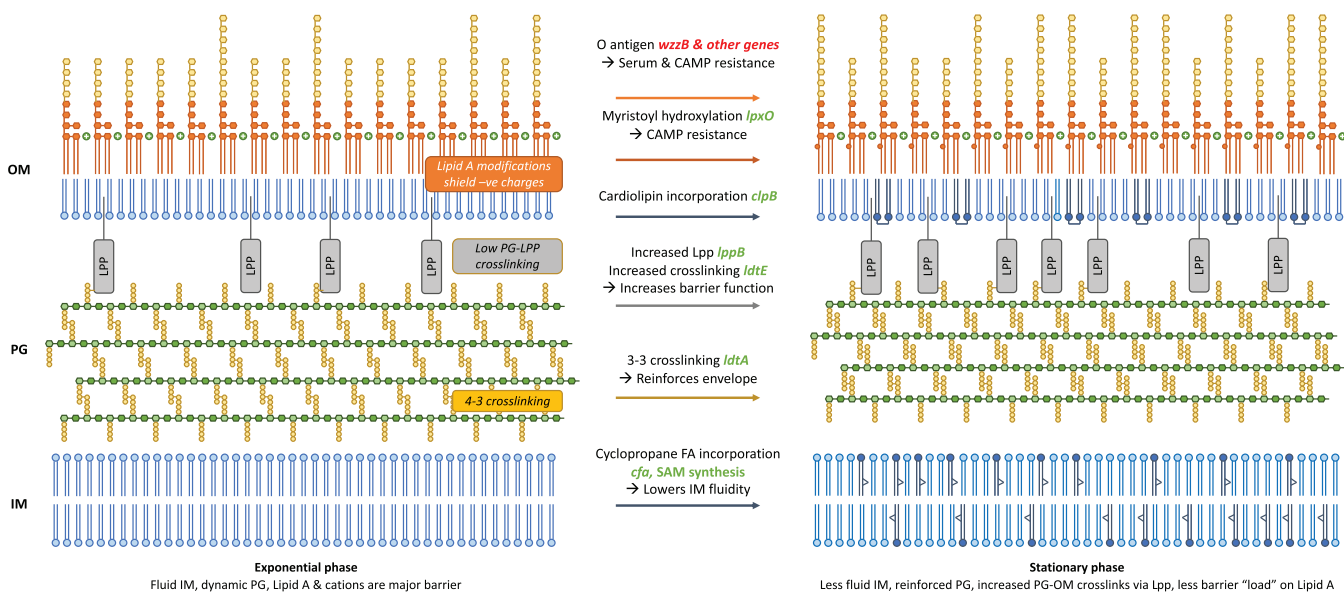 O antigen wzzB & other genes
→ Serum & CAMP resistance
Myristoyl hydroxylation lpxO
→ CAMP resistance
OM
Lipid A modifications
shield –ve charges
Cardiolipin incorporation clpB
LPP
LPP
LPP
LPP
Low PG-LPP
crosslinking
Increased Lpp lppB
Increased crosslinking ldtE
→ Increases barrier function
LPP
LPP
LPP
LPP
LPP
LPP
LPP
PG
3-3 crosslinking ldtA
→ Reinforces envelope
4-3 crosslinking
Cyclopropane FA incorporation
cfa, SAM synthesis
→ Lowers IM fluidity
IM
Exponential phase
Fluid IM, dynamic PG, Lipid A & cations are major barrier
Stationary phase
Less fluid IM, reinforced PG, increased PG-OM crosslinks via Lpp, less barrier “load” on Lipid A